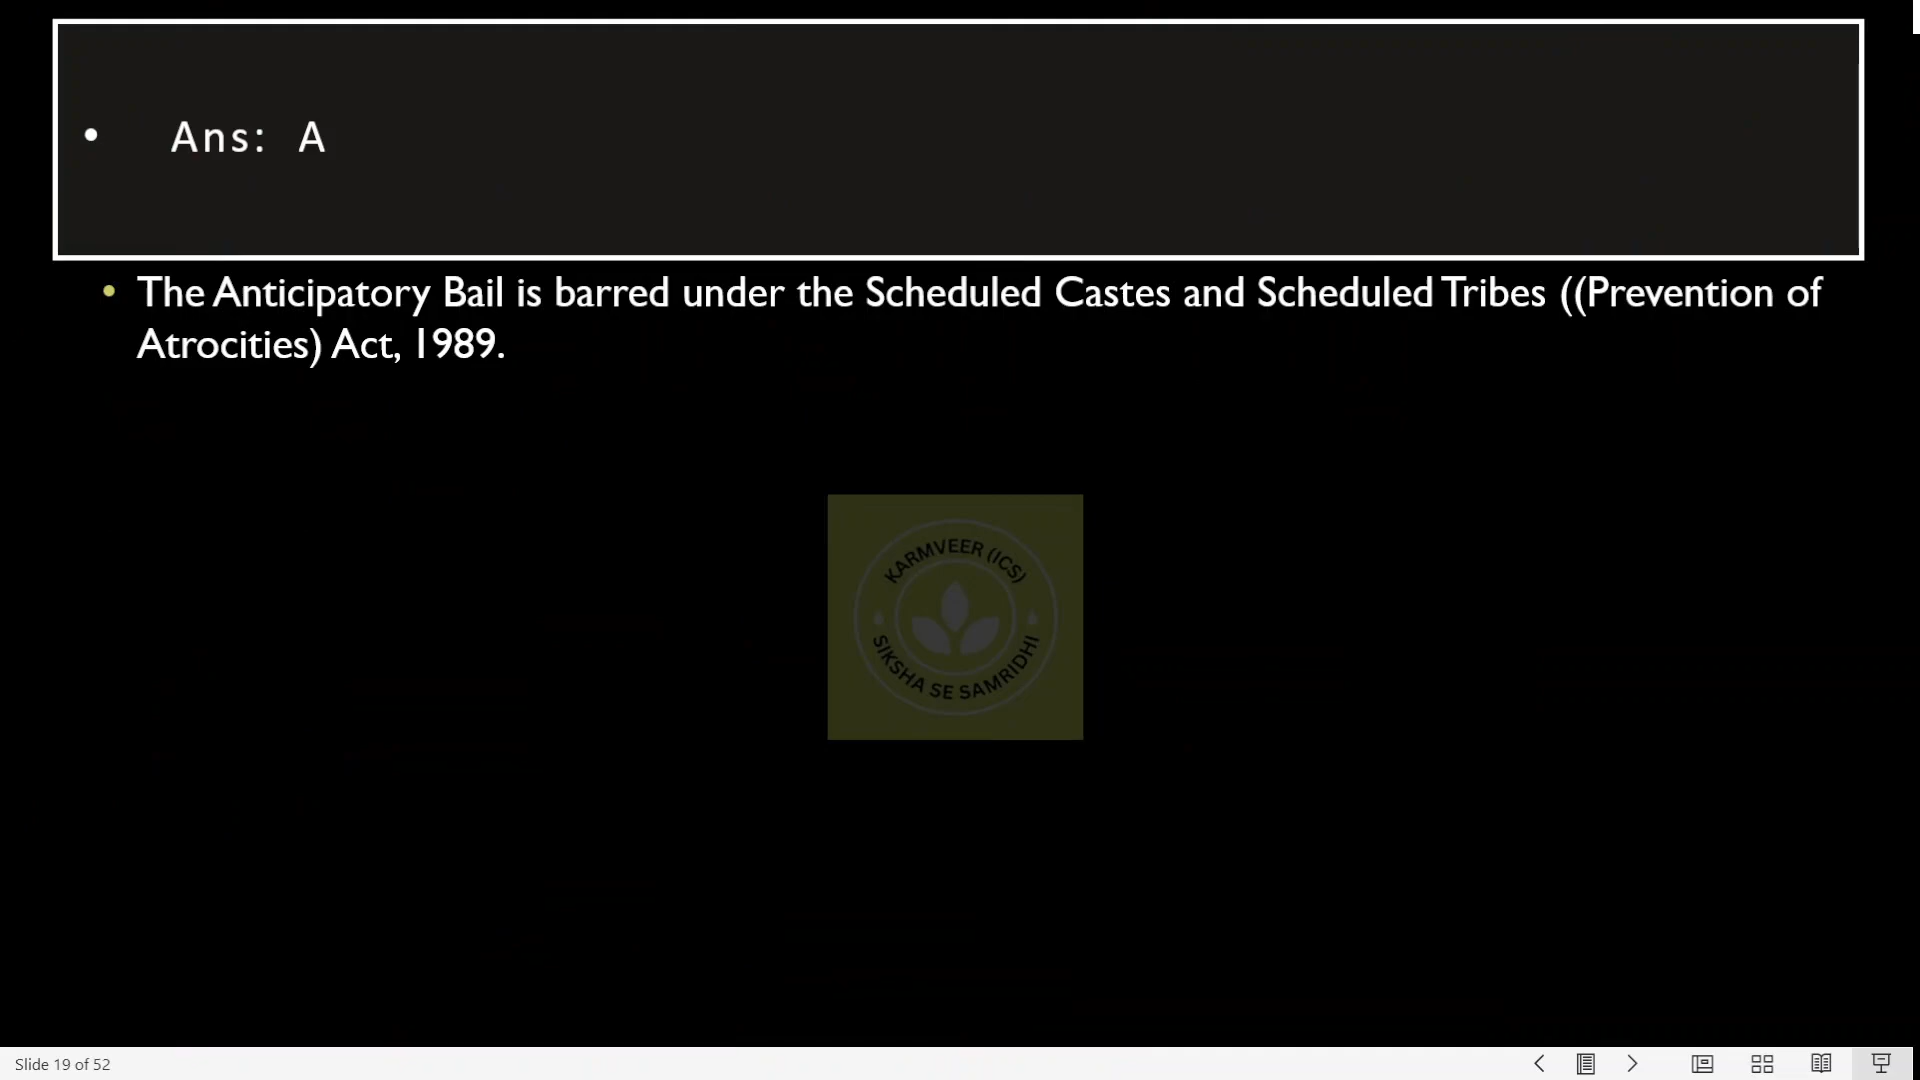 • Ans: A
• The Anticipatory Bail is barred under the Scheduled Castes and Scheduled Tribes ((Prevention of
Atrocities) Act, 1989.
KARMVEER (ICS)
SIKSHA SE SAMRIDHI
Slide 19 of 52